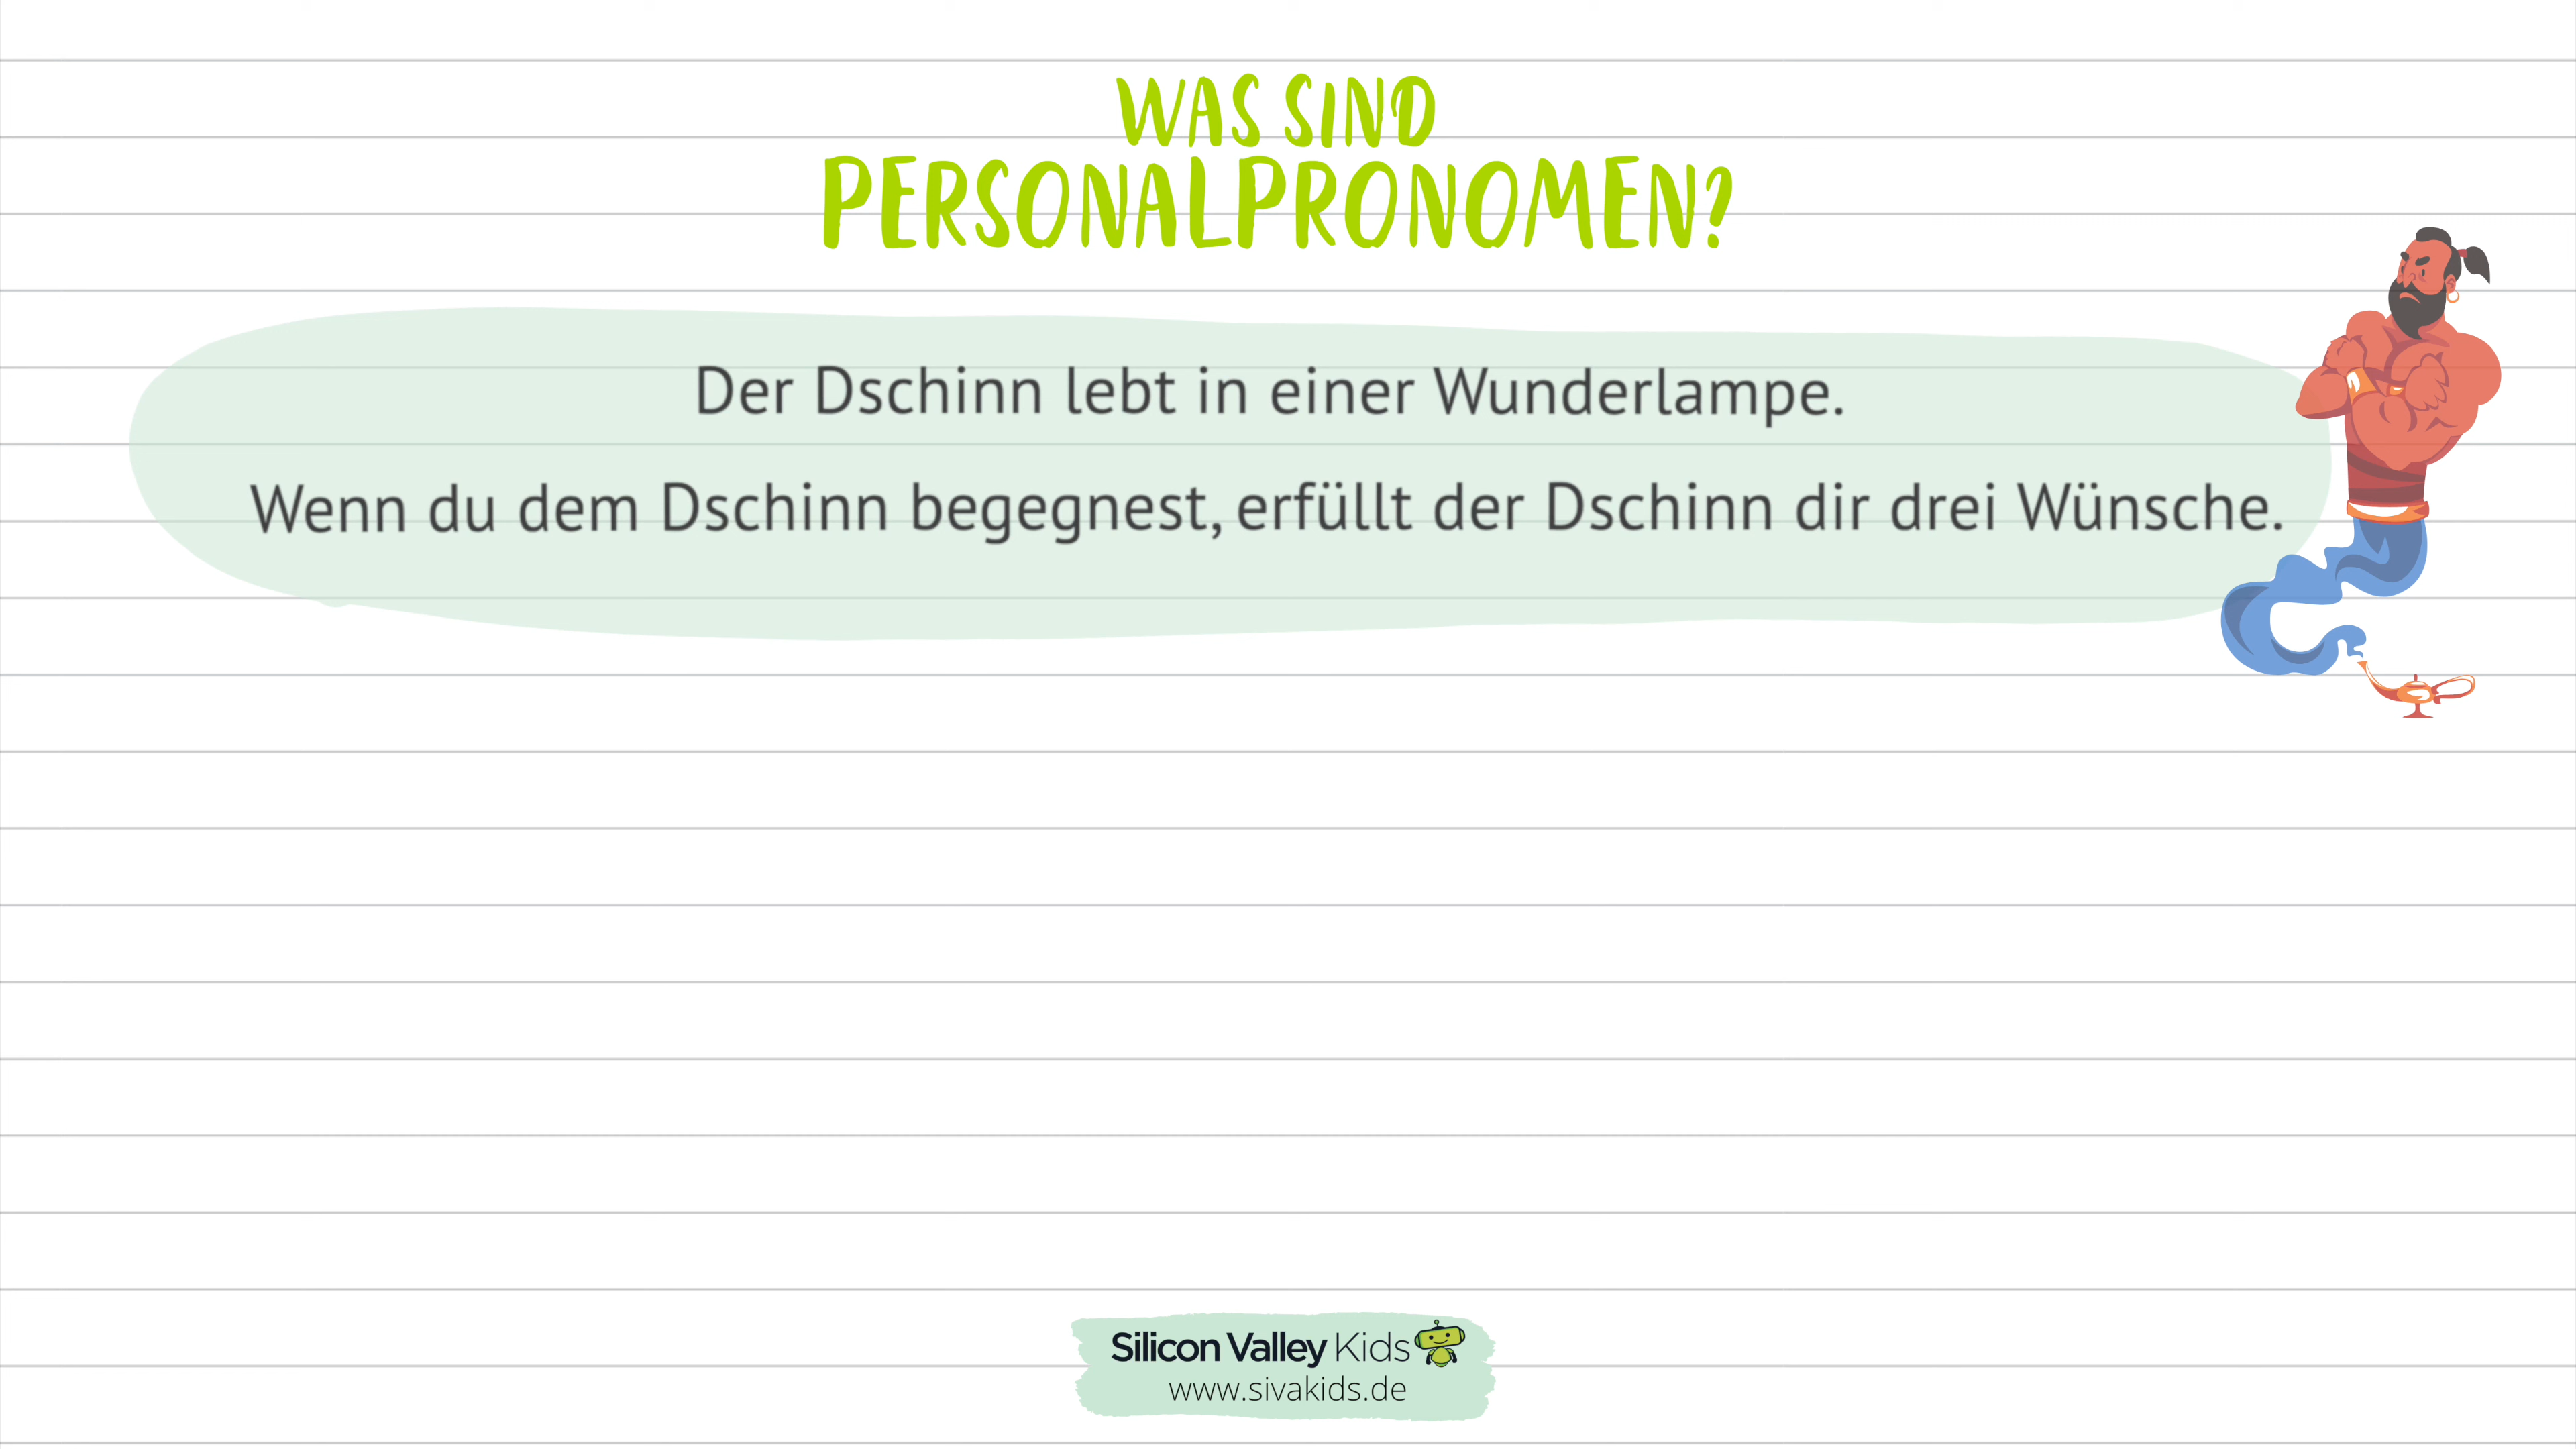 WAS SIND
PERSONALPRONOMEN?
Der Dschinn lebt in einer Wunderlampe.
Wenn du dem Dschinn begegnest, erfüllt der Dschinn dir drei Wünsche.
Silicon Valley Kids
www.sivakids.de